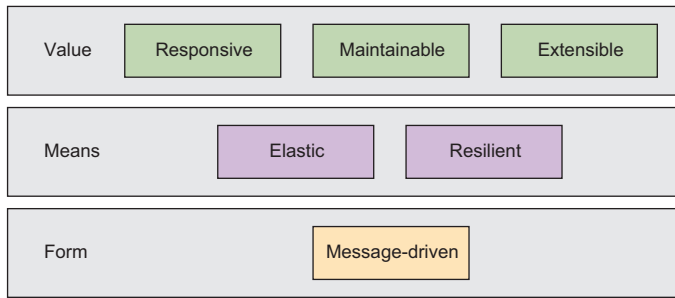 Value Responsive Maintainable Extensible
Means Elastic Resilient
Form Message-driven